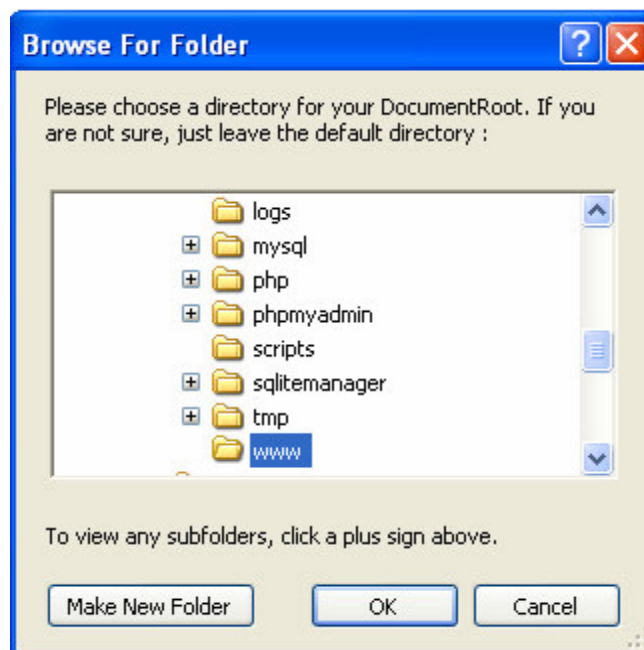 Browse For Folder
Please choose a directory for your DocumentRoot. If you
are not sure, just leave the default directory :
logs
mysql
php
phpmyadmin
scripts
sqlitemanager
tmp
www
To view any subfolders, click a plus sign above.
Make New Folder OK Cancel